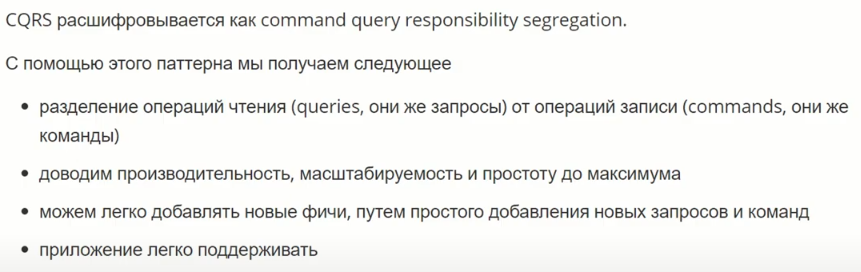 CQRS расшифровывается как command query responsibility segregation.
С помощью этого паттерна мы получаем следующее
• разделение операций чтения (queries, они же запросы) от операций записи (commands, они же
команды)
• доводим производительность, масштабируемость и простоту до максимума
• можем легко добавлять новые фичи, путем простого добавления новых запросов и команд
• приложение легко поддерживать